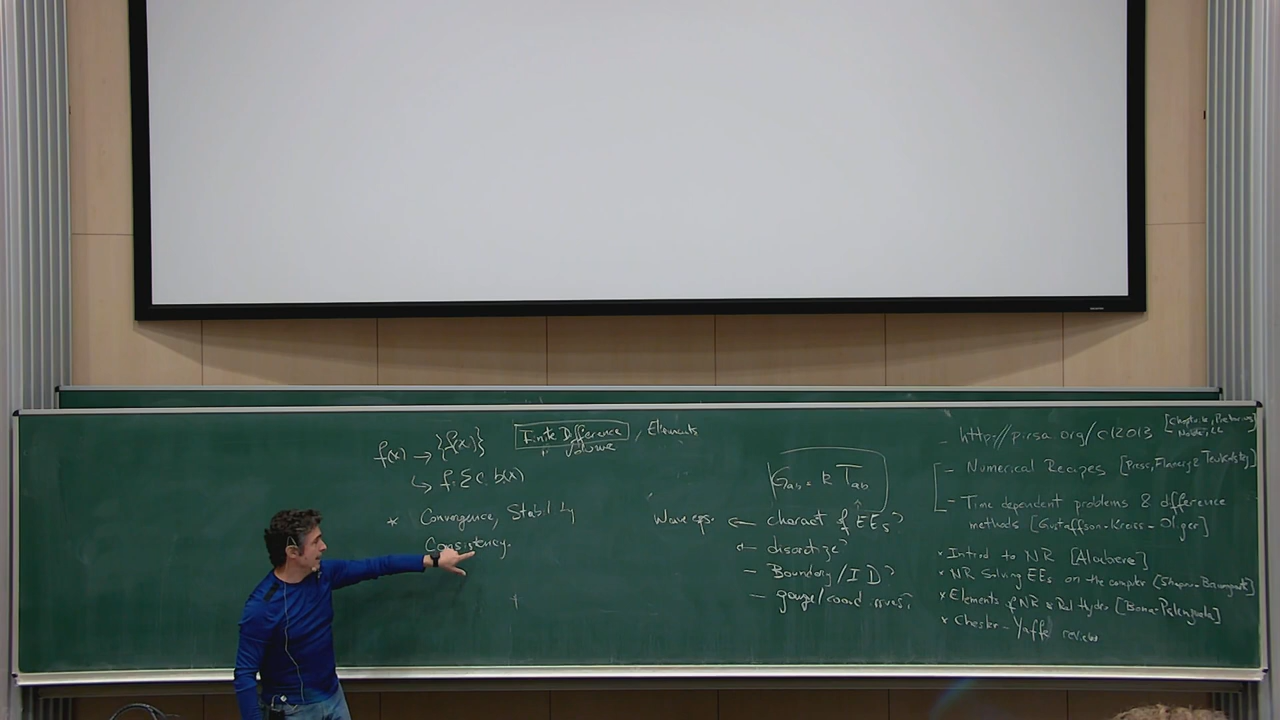 f(x) → {f(x)}
↳ f = Σ c b(x)
Finite Difference, Elements
" Volume
* Convergence, Stability
Consistency.
G_ab = k T_ab
Wave eqs. ← charact of EEs?
← discretize?
– Boundary/ID?
– gauge/coord issues?
– http://pirsa.org/C12013
– Numerical Recipes [Press, Flannery & Teukolsky]
– Time dependent problems & difference
methods [Gustaffson-Kreiss-Oliger]
* Intro to NR [Alcubierre]
* NR Solving EEs on the computer [Shapiro-Baumgarte]
* Elements of NR & Rel Hydro [Bona-Palenzuela]
* Chesler-Yaffe review